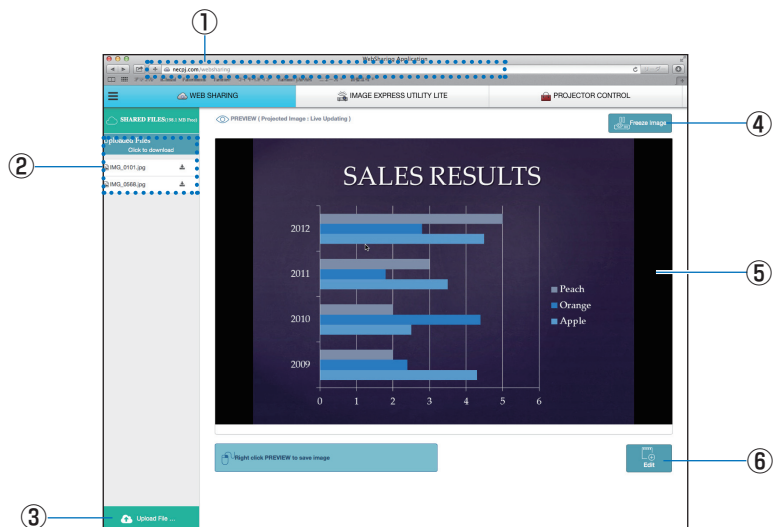 ①
WebSharing Application
necpj.com/websharing
WEB SHARING
IMAGE EXPRESS UTILITY LITE
PROJECTOR CONTROL
SHARED FILES
PREVIEW ( Projected Image : Live Updating )
Freeze image
④
Uploaded Files
Click to download
②
IMG_0101.jpg
IMG_0568.jpg
SALES RESULTS
2012
2011
2010
2009
0 1 2 3 4 5 6
Peach
Orange
Apple
⑤
Right click PREVIEW to save image
Edit
⑥
③
Upload File ...